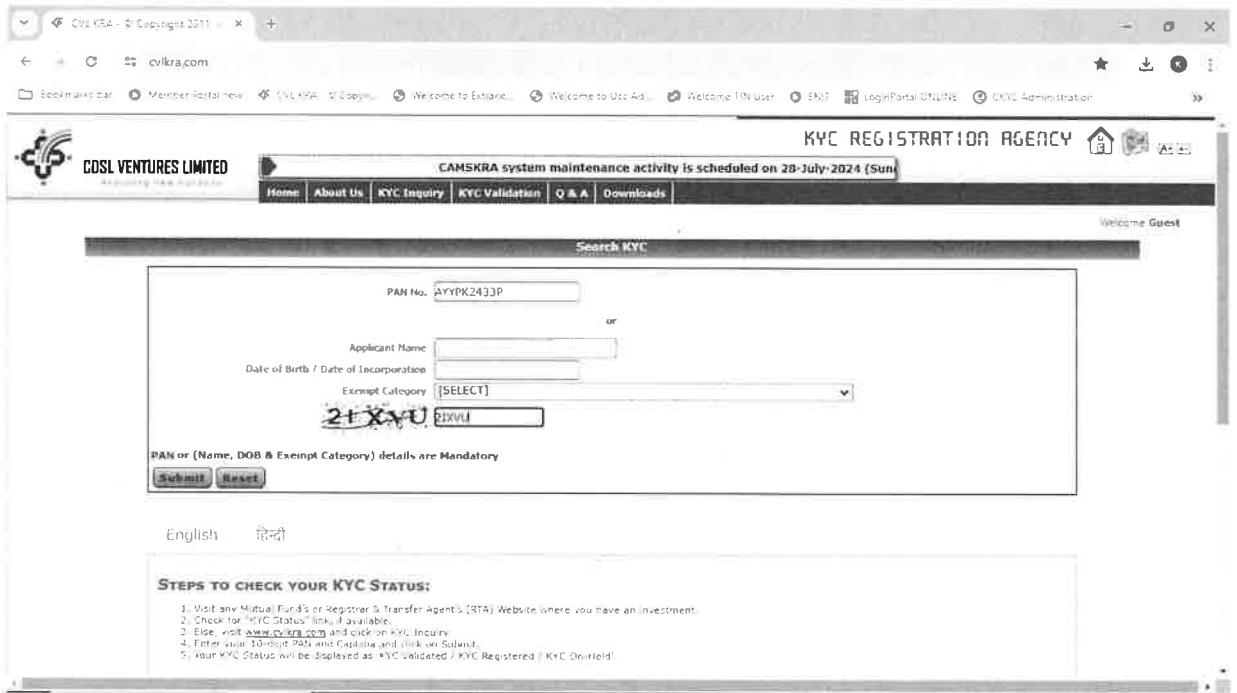 CVL KRA - © Copyright 2011
cvlkra.com
Bookmarks bar
Member Portal new
CVL KRA
Welcome to
Welcome to
Welcome TIN User
LoginPortal ONLINE
CKYC Administration
KYC REGISTRATION AGENCY
CDSL VENTURES LIMITED
CAMSKRA system maintenance activity is scheduled on 28-July-2024 (Sun
Home About Us KYC Inquiry KYC Validation Q & A Downloads
Welcome Guest
Search KYC
PAN No. AYYPK2433P
or
Applicant Name
Date of Birth / Date of Incorporation
Exempt Category [SELECT]
XVU XVU
PAN or (Name, DOB & Exempt Category) details are Mandatory
Submit Reset
English हिन्दी
STEPS TO CHECK YOUR KYC STATUS:
1. Visit any Mutual Fund's or Registrar & Transfer Agent's (RTA) Website where you have an investment.
2. Check for "KYC Status" link, if available.
3. Else, visit www.cvlkra.com and click on KYC Inquiry
4. Enter your 10-digit PAN and Captcha and click on Submit.
5. Your KYC Status will be displayed as 'KYC Validated / KYC Registered / KYC On-Hold'